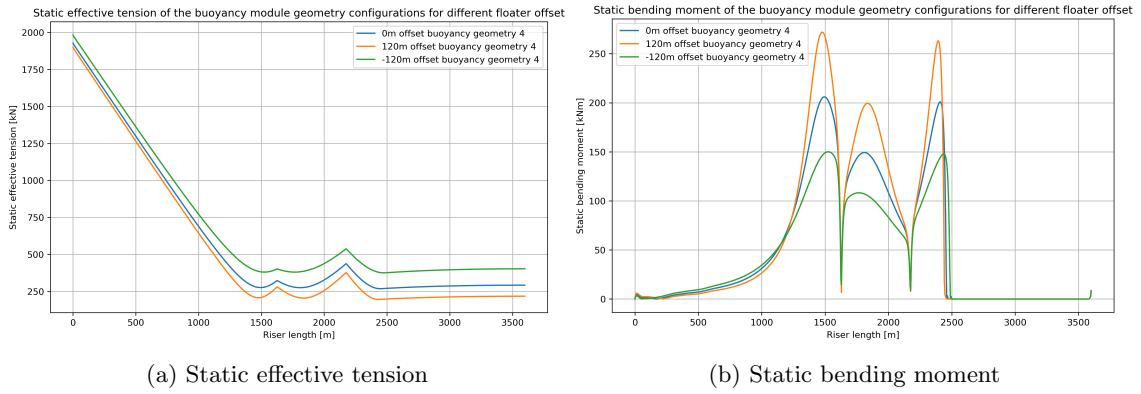 Static effective tension of the buoyancy module geometry configurations for different floater offset
0m offset buoyancy geometry 4
120m offset buoyancy geometry 4
-120m offset buoyancy geometry 4
Static effective tension [kN]
2000
1750
1500
1250
1000
750
500
250
0
500
1000
1500
2000
2500
3000
3500
Riser length [m]
(a) Static effective tension
Static bending moment of the buoyancy module geometry configurations for different floater offset
0m offset buoyancy geometry 4
120m offset buoyancy geometry 4
-120m offset buoyancy geometry 4
Static bending moment [kNm]
250
200
150
100
50
0
0
500
1000
1500
2000
2500
3000
3500
Riser length [m]
(b) Static bending moment